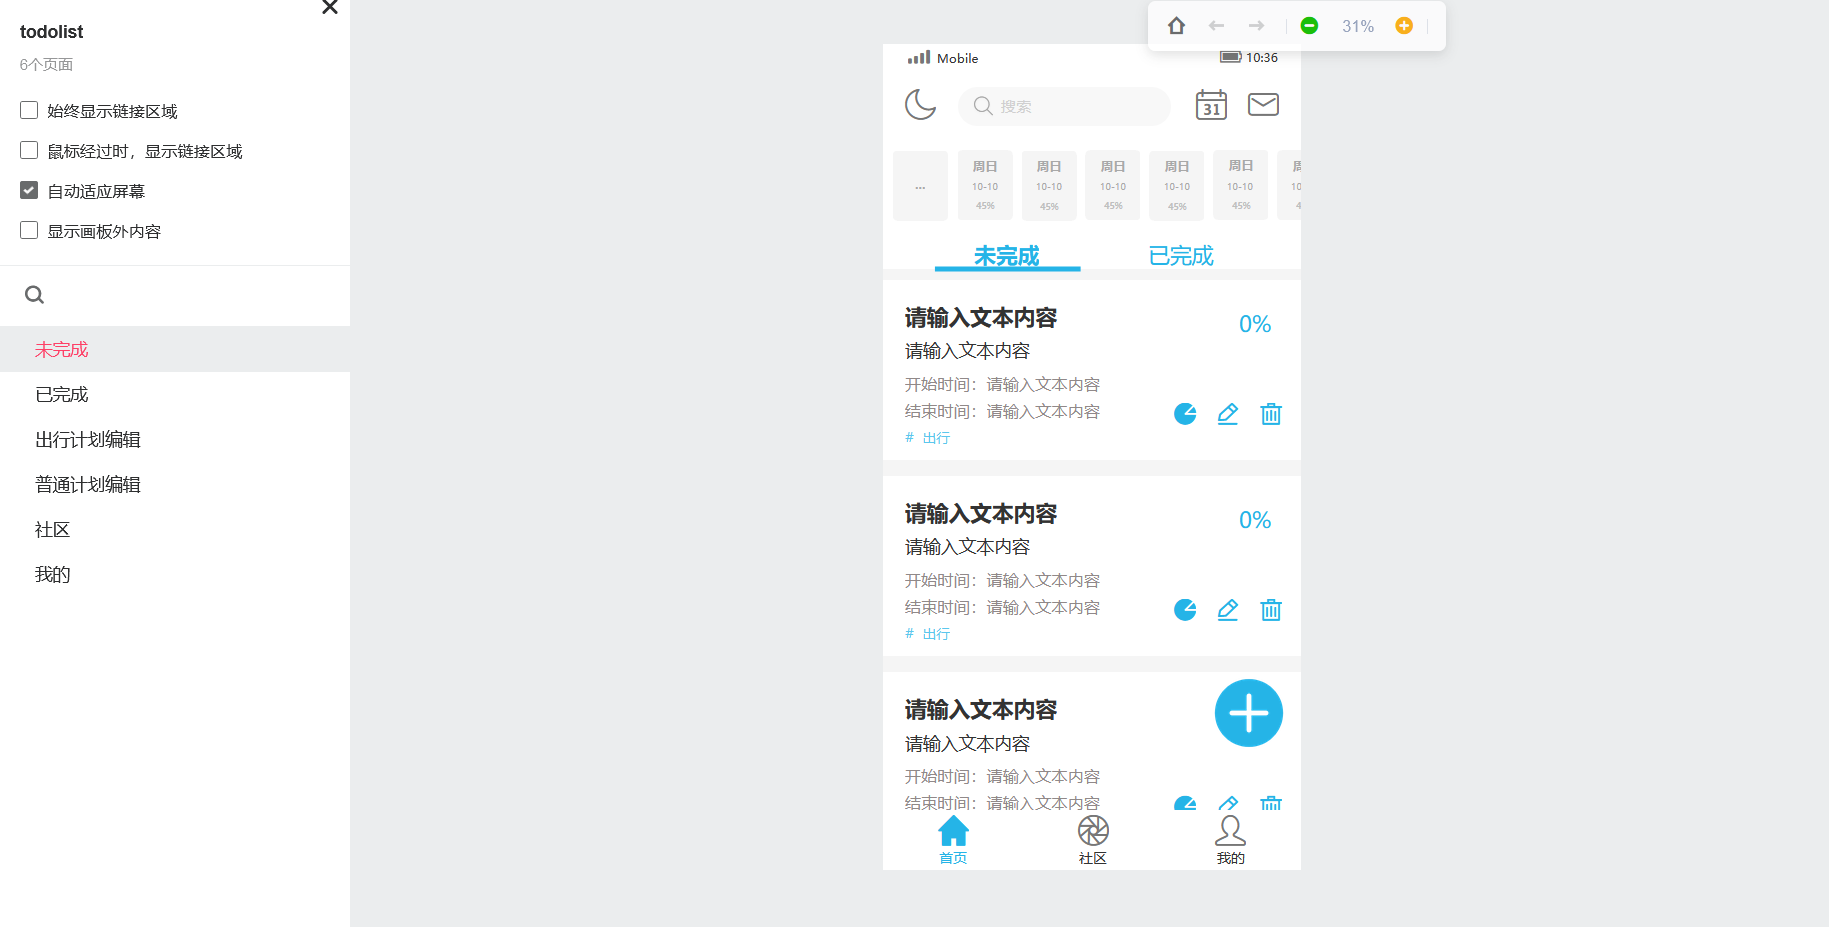 todolist
6个页面
始终显示链接区域
鼠标经过时，显示链接区域
自动适应屏幕
显示画板外内容
未完成
已完成
出行计划编辑
普通计划编辑
社区
我的
31%
Mobile
10:36
搜索
31
...
周日
10-10
45%
周日
10-10
45%
周日
10-10
45%
周日
10-10
45%
周日
10-10
45%
未完成
已完成
请输入文本内容
0%
请输入文本内容
开始时间：请输入文本内容
结束时间：请输入文本内容
# 出行
请输入文本内容
0%
请输入文本内容
开始时间：请输入文本内容
结束时间：请输入文本内容
# 出行
请输入文本内容
请输入文本内容
开始时间：请输入文本内容
结束时间：请输入文本内容
首页
社区
我的